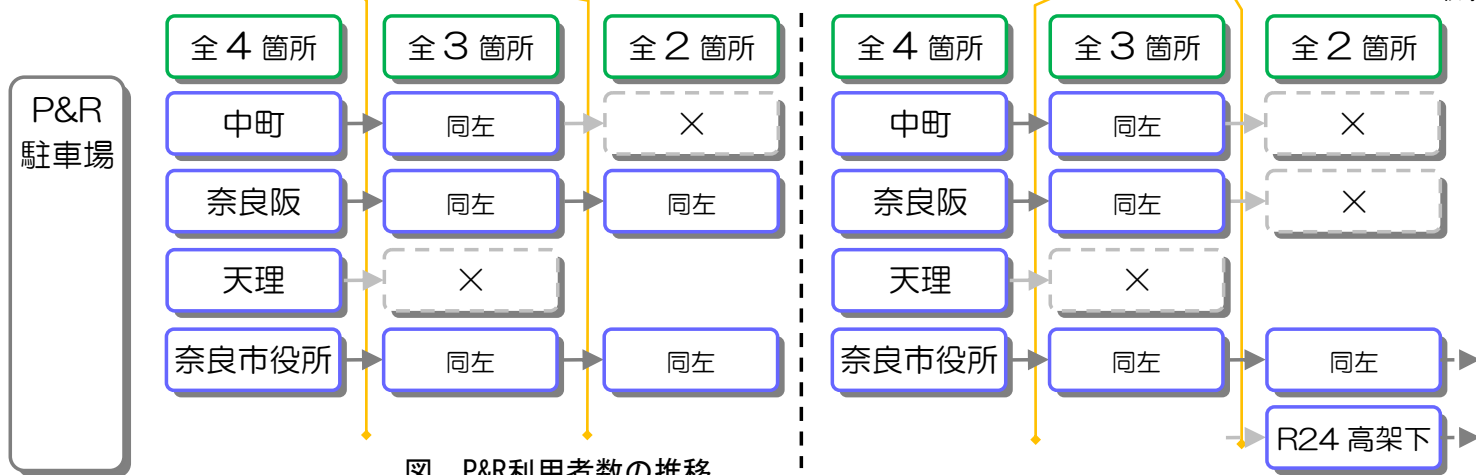 全4箇所 全3箇所 全2箇所 全4箇所 全3箇所 全2箇所
P&R
駐車場
中町 同左 × 中町 同左 ×
奈良阪 同左 同左 奈良阪 同左 ×
天理 × 天理 ×
奈良市役所 同左 同左 奈良市役所 同左 同左
R24 高架下
図 P&R利用者数の推移